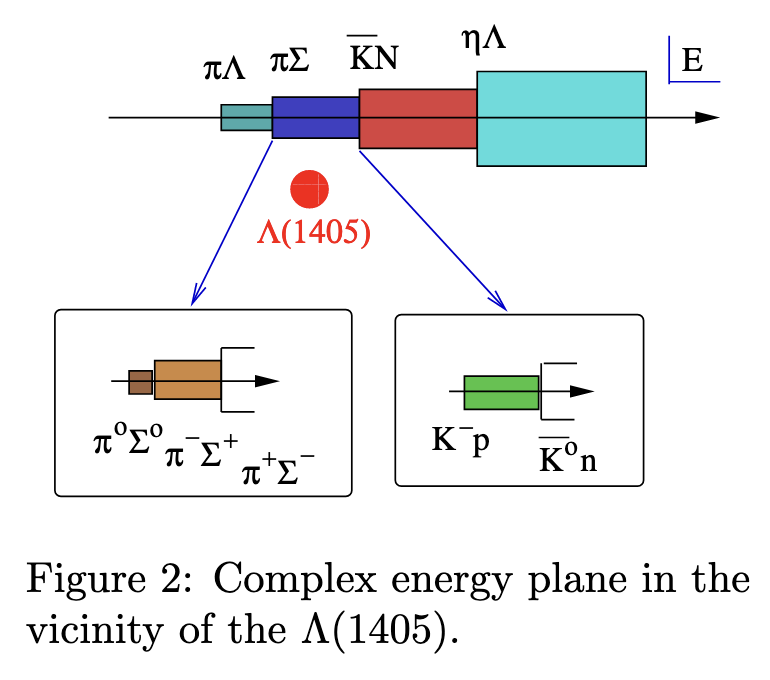 πΛ πΣ K̅N ηΛ E
Λ(1405)
π⁰Σ⁰ π⁻Σ⁺ π⁺Σ⁻
K⁻p K̅⁰n
Figure 2: Complex energy plane in the
vicinity of the Λ(1405).